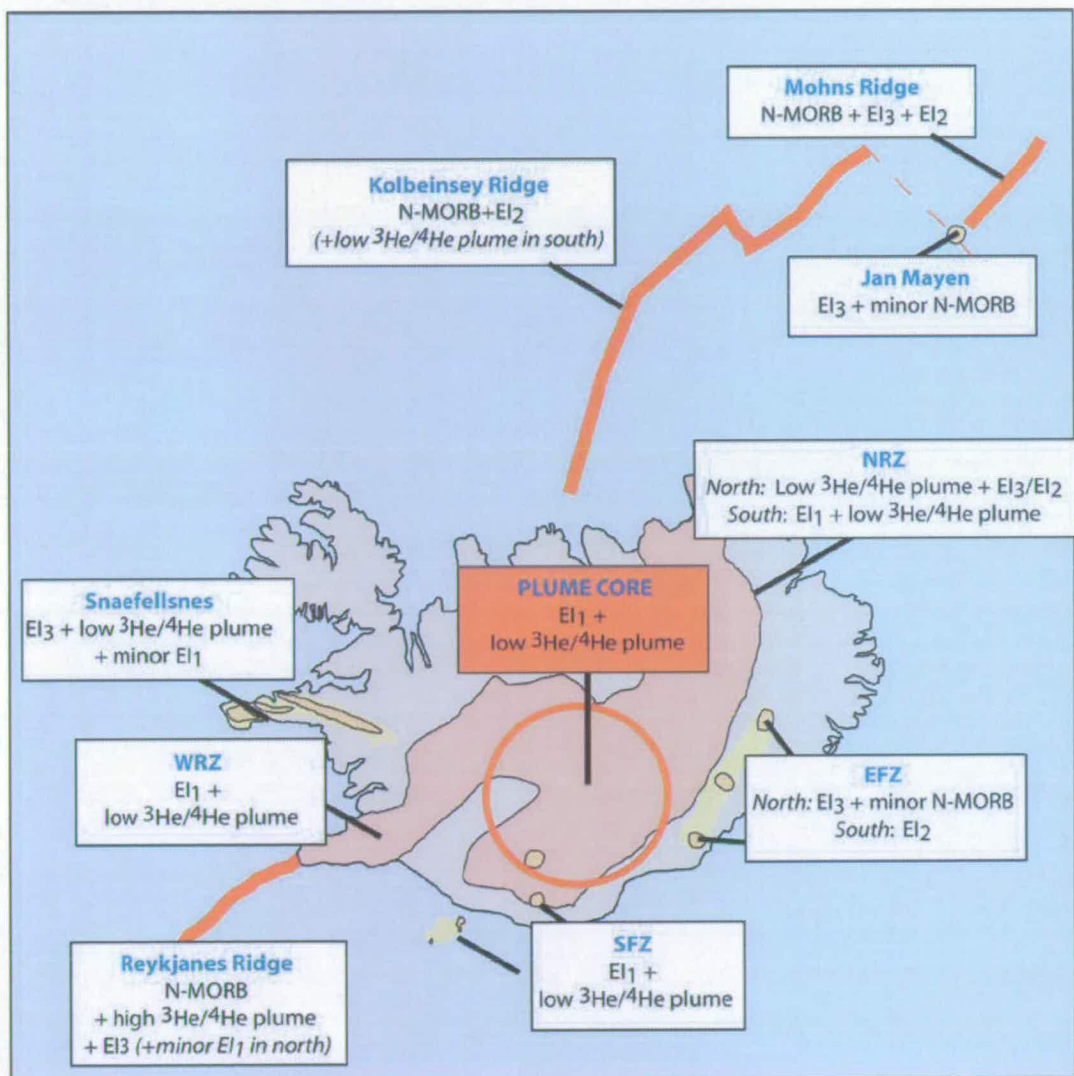 Mohns Ridge
N-MORB + EI3 + EI2
Kolbeinsey Ridge
N-MORB+EI2
(+low ³He/⁴He plume in south)
Jan Mayen
EI3 + minor N-MORB
NRZ
North: Low ³He/⁴He plume + EI3/EI2
South: EI1 + low ³He/⁴He plume
PLUME CORE
EI1 +
low ³He/⁴He plume
Snaefellsnes
EI3 + low ³He/⁴He plume
+ minor EI1
WRZ
EI1 +
low ³He/⁴He plume
EFZ
North: EI3 + minor N-MORB
South: EI2
SFZ
EI1 +
low ³He/⁴He plume
Reykjanes Ridge
N-MORB
+ high ³He/⁴He plume
+ EI3 (+minor EI1 in north)